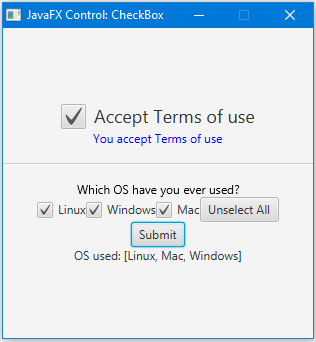 JavaFX Control: CheckBox
Accept Terms of use
You accept Terms of use
Which OS have you ever used?
Linux Windows Mac Unselect All
Submit
OS used: [Linux, Mac, Windows]